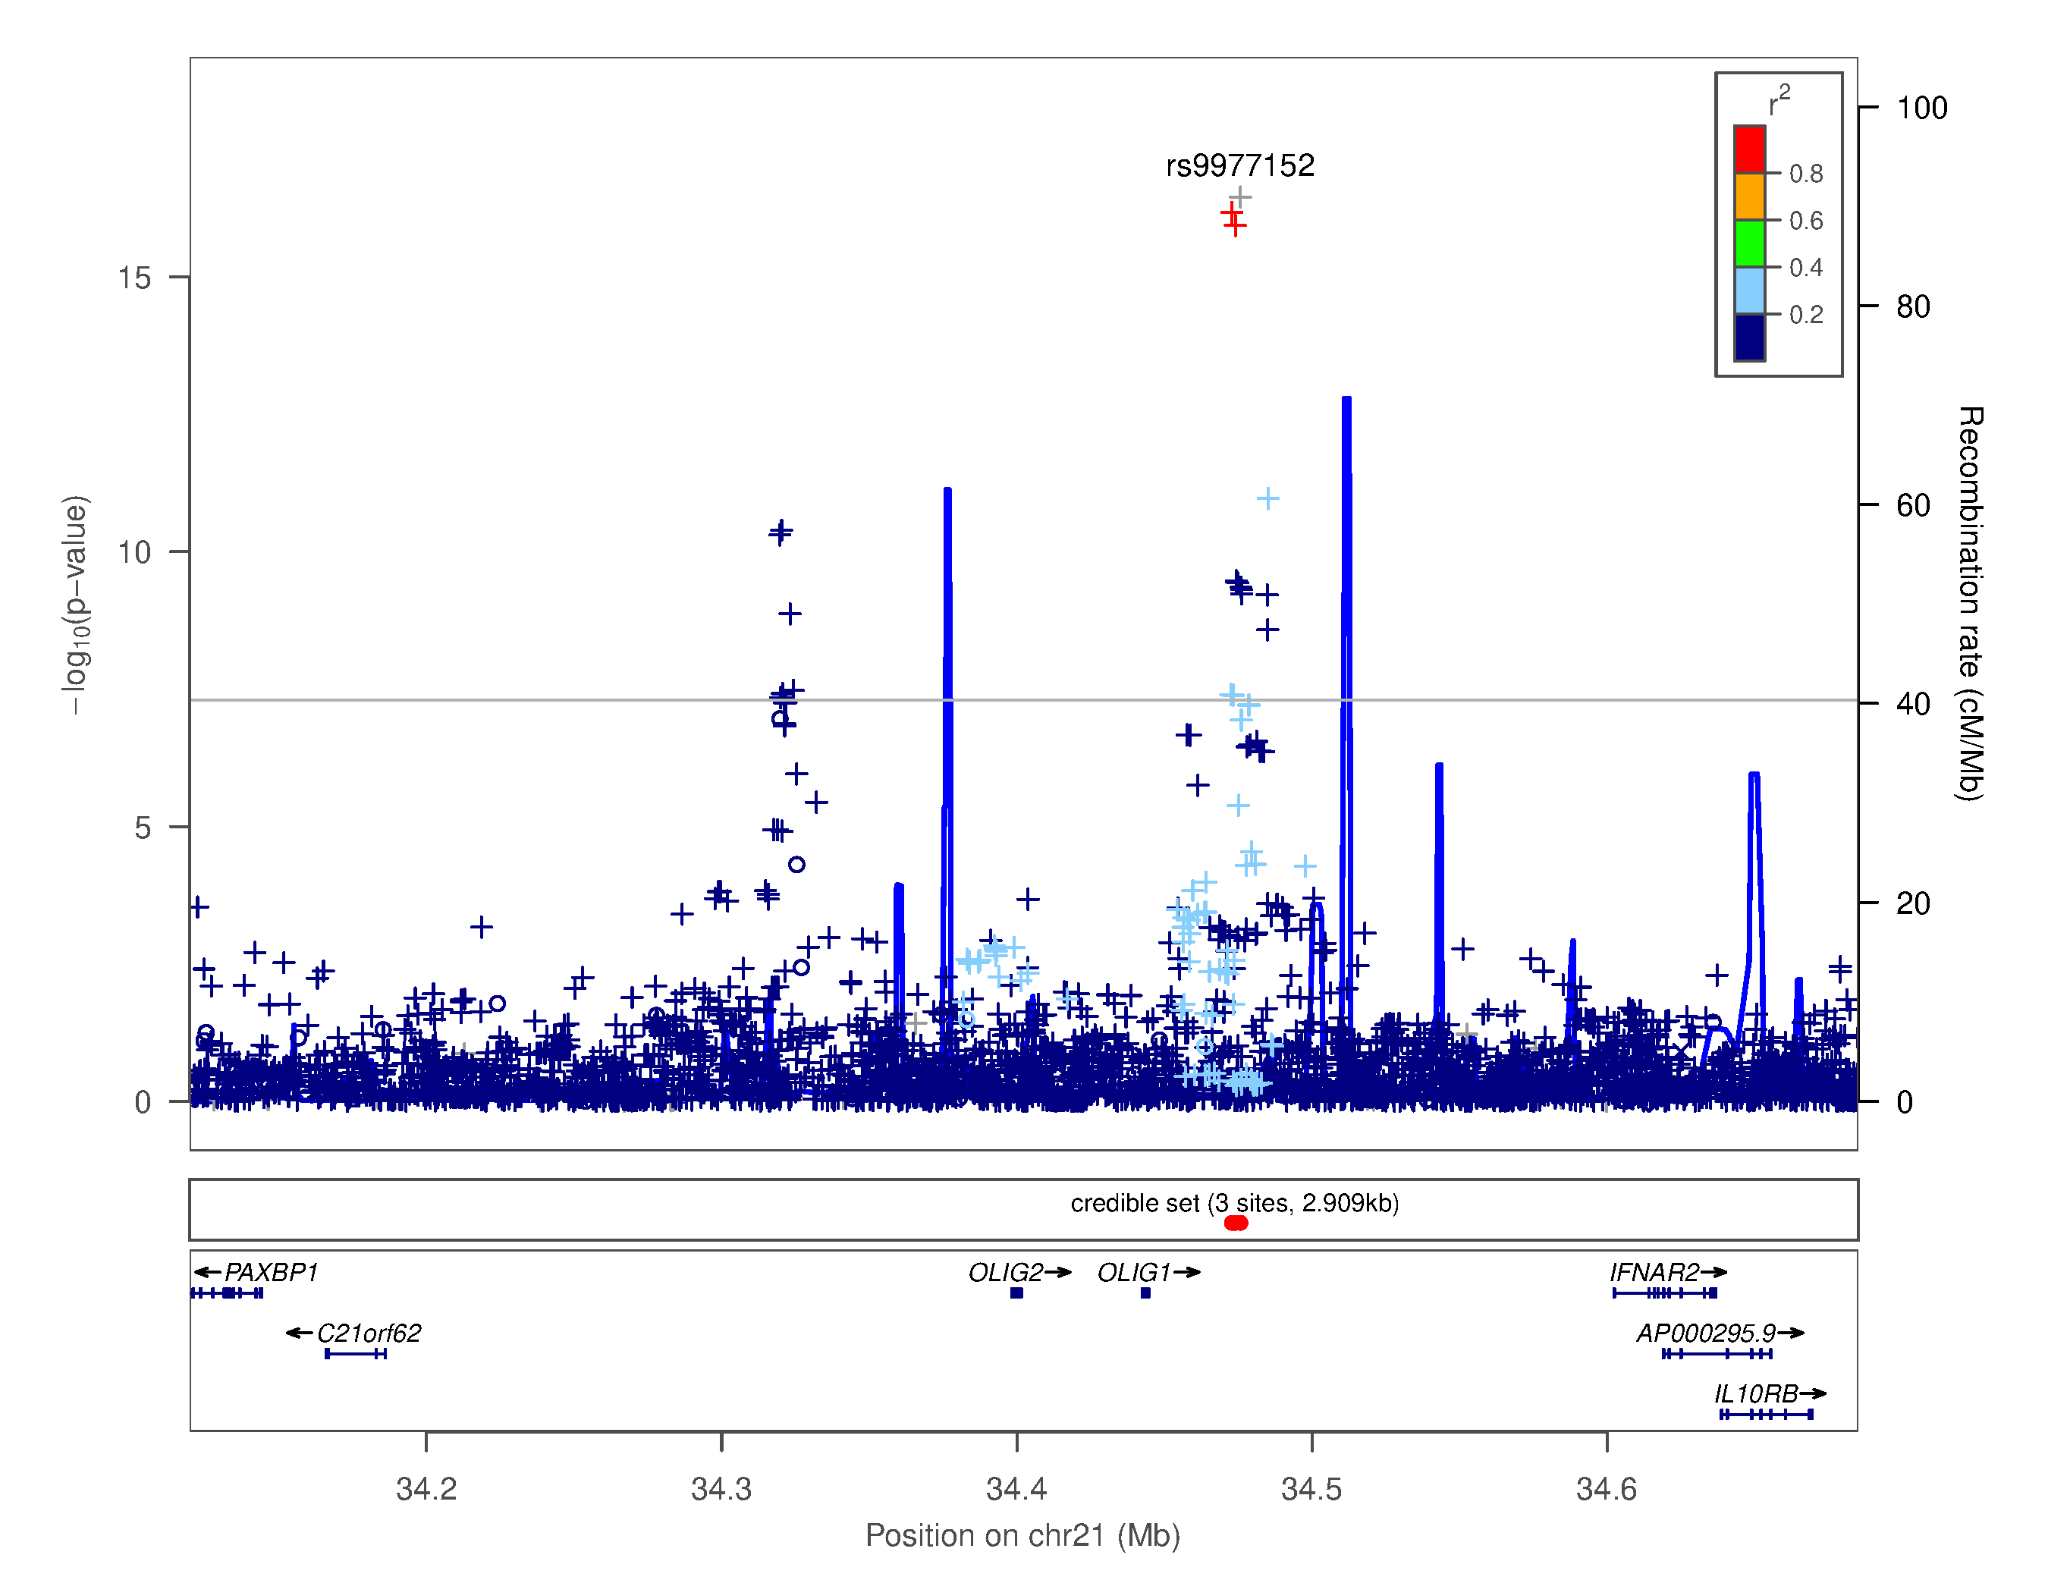 rs9977152
r2
0.8
0.6
0.4
0.2
15
10
5
0
−log10(p−value)
100
80
60
40
20
0
Recombination rate (cM/Mb)
credible set (3 sites, 2.909kb)
PAXBP1
OLIG2
OLIG1
IFNAR2
C21orf62
AP000295.9
IL10RB
34.2
34.3
34.4
34.5
34.6
Position on chr21 (Mb)